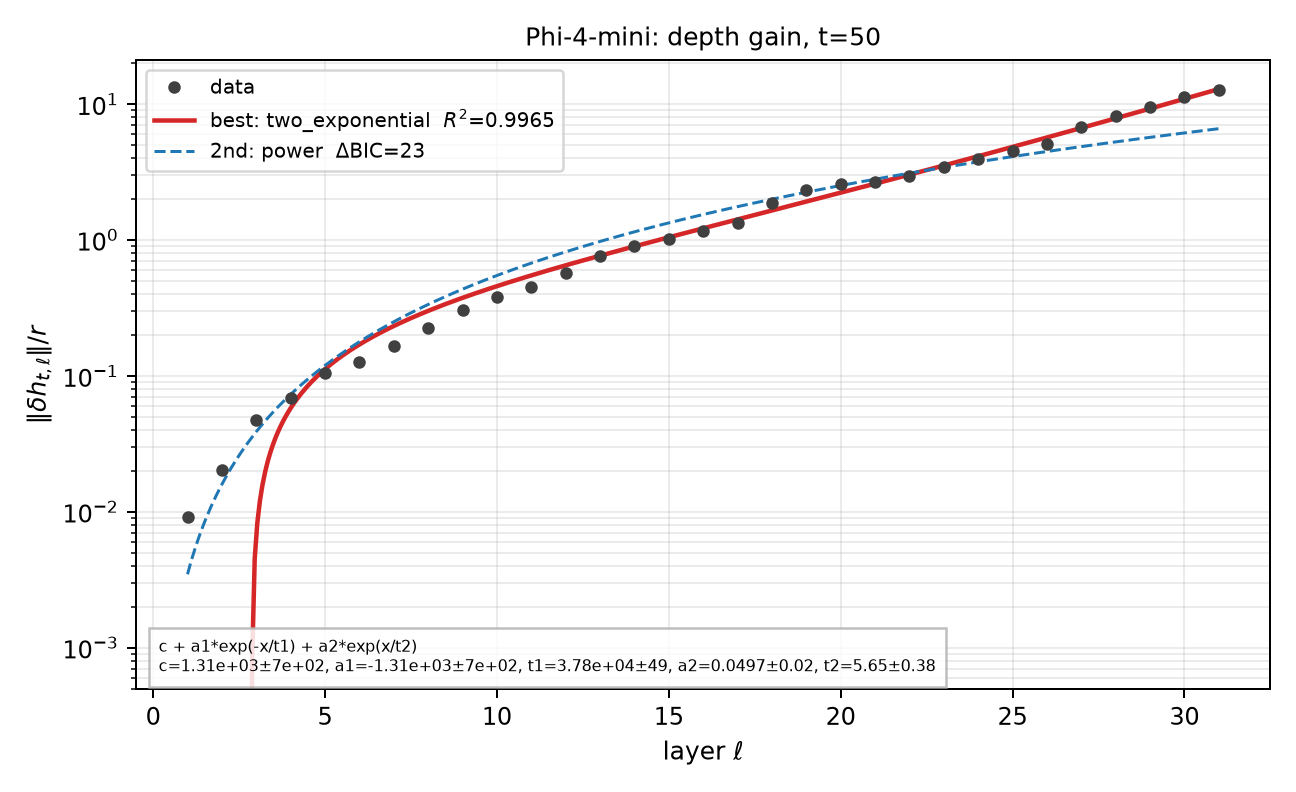 Phi-4-mini: depth gain, t=50
data
best: two_exponential R²=0.9965
2nd: power ΔBIC=23
10¹
10⁰
10⁻¹
10⁻²
10⁻³
‖δh_{t,ℓ}‖/r
c + a1*exp(-x/t1) + a2*exp(x/t2)
c=1.31e+03±7e+02, a1=-1.31e+03±7e+02, t1=3.78e+04±49, a2=0.0497±0.02, t2=5.65±0.38
0 5 10 15 20 25 30
layer ℓ